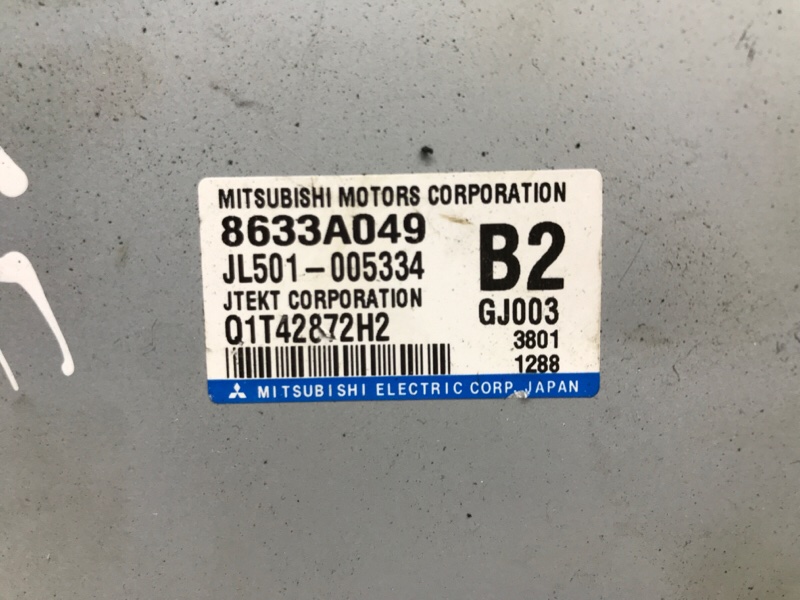 MITSUBISHI MOTORS CORPORATION
8633A049
JL501-005334
B2
JTEKT CORPORATION
GJ003
Q1T42872H2
3801
1288
MITSUBISHI ELECTRIC CORP. JAPAN